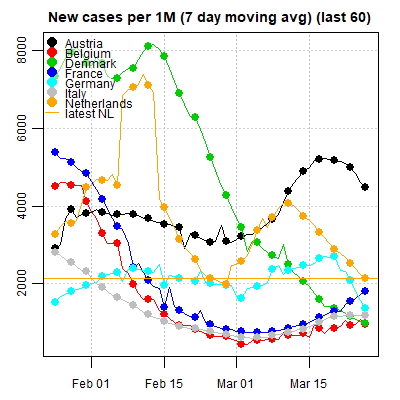 New cases per 1M (7 day moving avg) (last 60)
8000
6000
4000
2000
Austria
Belgium
Denmark
France
Germany
Italy
Netherlands
latest NL
Feb 01 Feb 15 Mar 01 Mar 15